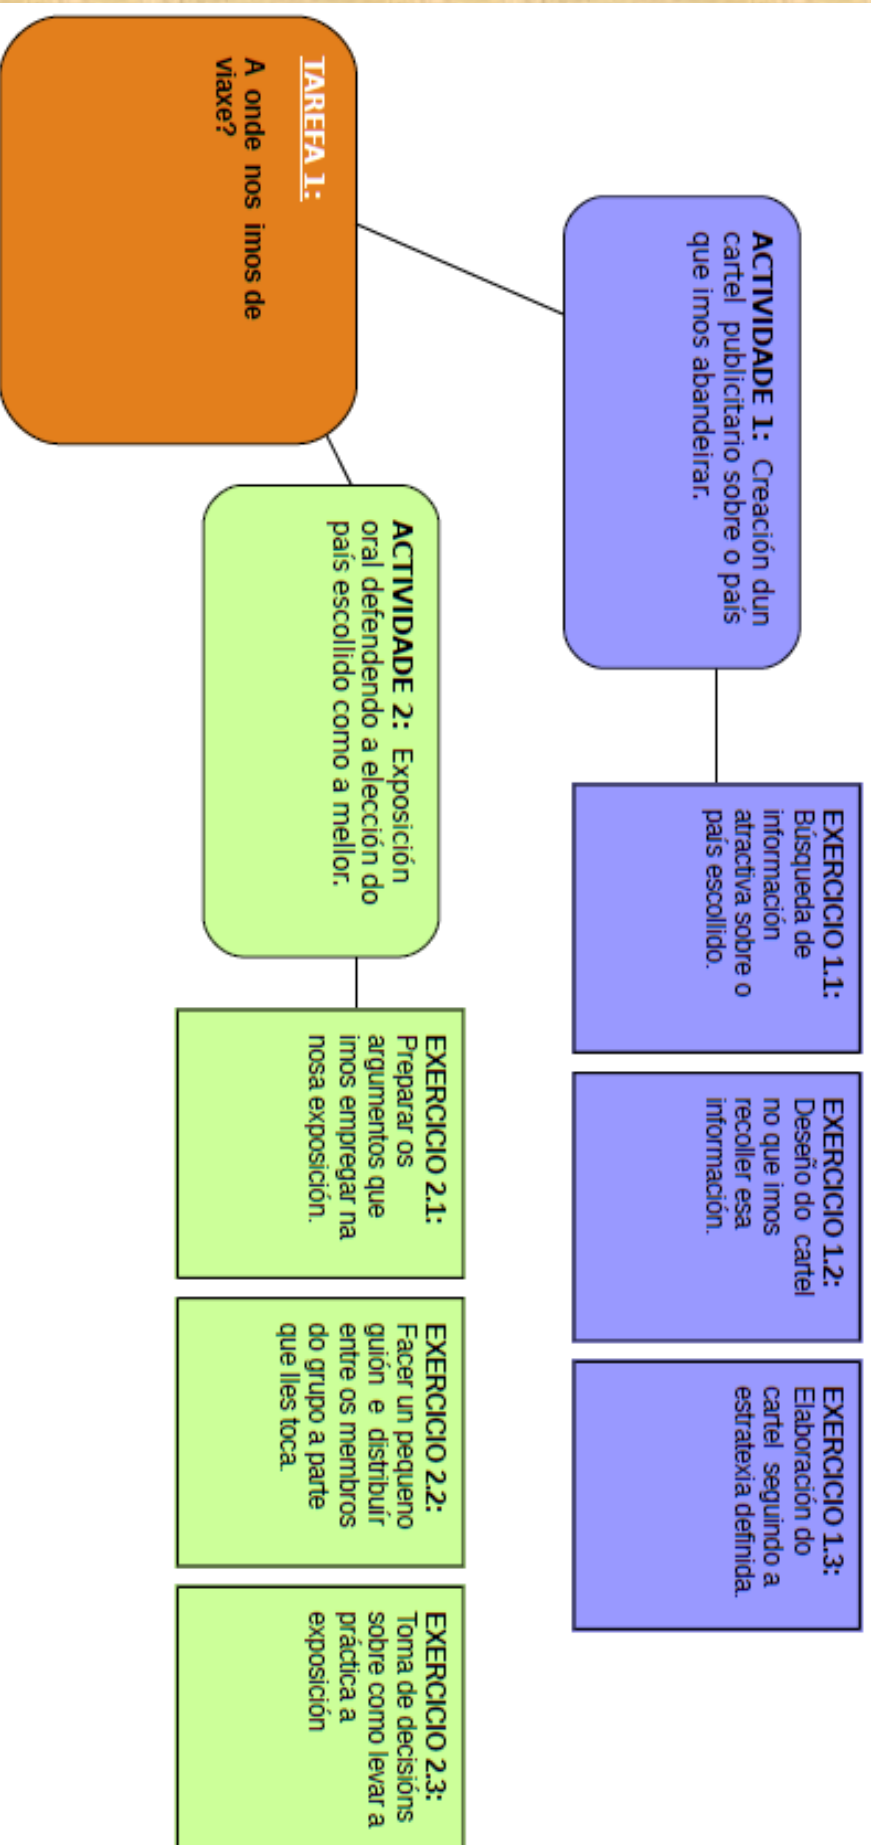 TAREFA 1:
A onde nos imos de
viaxe?
ACTIVIDADE 1: Creación dun
cartel publicitario sobre o país
que imos abandeirar.
EXERCICIO 1.1:
Búsqueda de
información
atractiva sobre o
país escollido.
EXERCICIO 1.2:
Deseño do cartel
no que imos
recoller esa
información.
EXERCICIO 1.3:
Elaboración do
cartel seguindo a
estratexia definida.
ACTIVIDADE 2: Exposición
oral defendendo a elección do
país escollido como a mellor.
EXERCICIO 2.1:
Preparar os
argumentos que
imos empregar na
nosa exposición.
EXERCICIO 2.2:
Facer un pequeno
guión e distribuír
entre os membros
do grupo a parte
que lles toca.
EXERCICIO 2.3:
Toma de decisións
sobre como levar a
práctica a
exposición